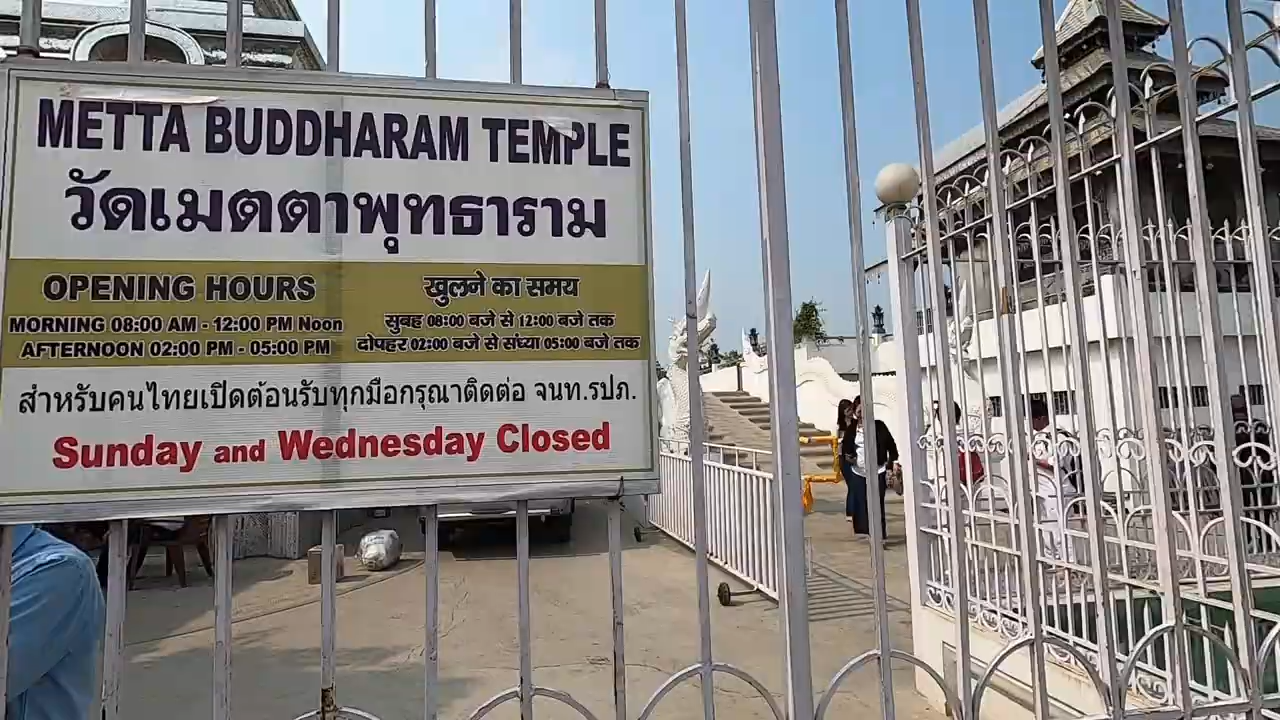 METTA BUDDHARAM TEMPLE
วัดเมตตาพุทธาราม
OPENING HOURS
MORNING 08:00 AM - 12:00 PM Noon
AFTERNOON 02:00 PM - 05:00 PM
खुलने का समय
सुबह 08:00 बजे से 12:00 बजे तक
दोपहर 02:00 बजे से संध्या 05:00 बजे तक
สำหรับคนไทยเปิดต้อนรับทุกมือกรุณาติดต่อ จนท.รปภ.
Sunday and Wednesday Closed